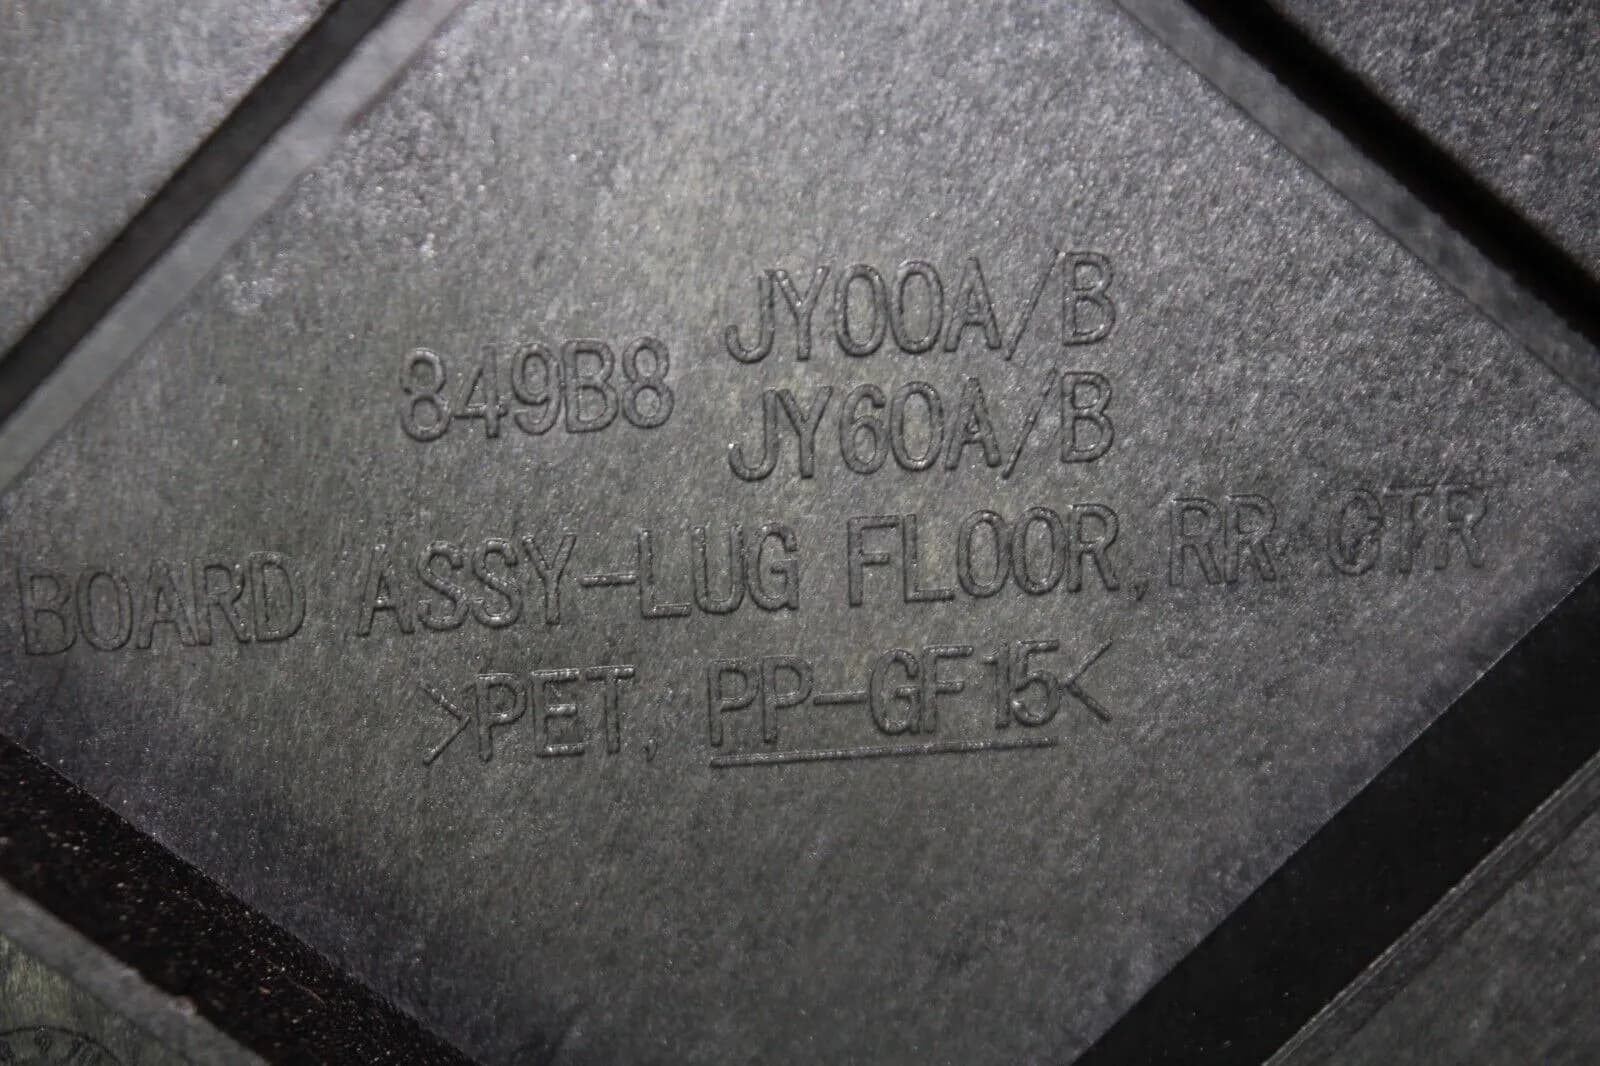 849B8 JY00A/B
JY60A/B
BOARD ASSY-LUG FLOOR, RR CTR
>PET, PP-GF15<